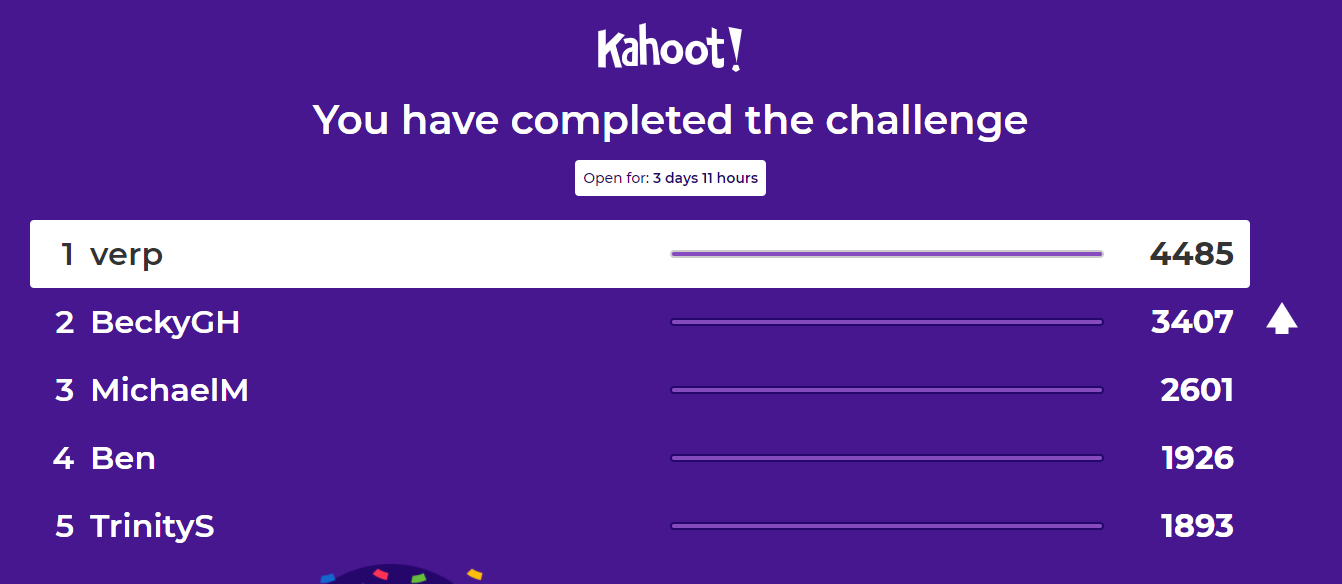 Kahoot!
You have completed the challenge
Open for: 3 days 11 hours
1 verp 4485
2 BeckyGH 3407
3 MichaelM 2601
4 Ben 1926
5 TrinityS 1893